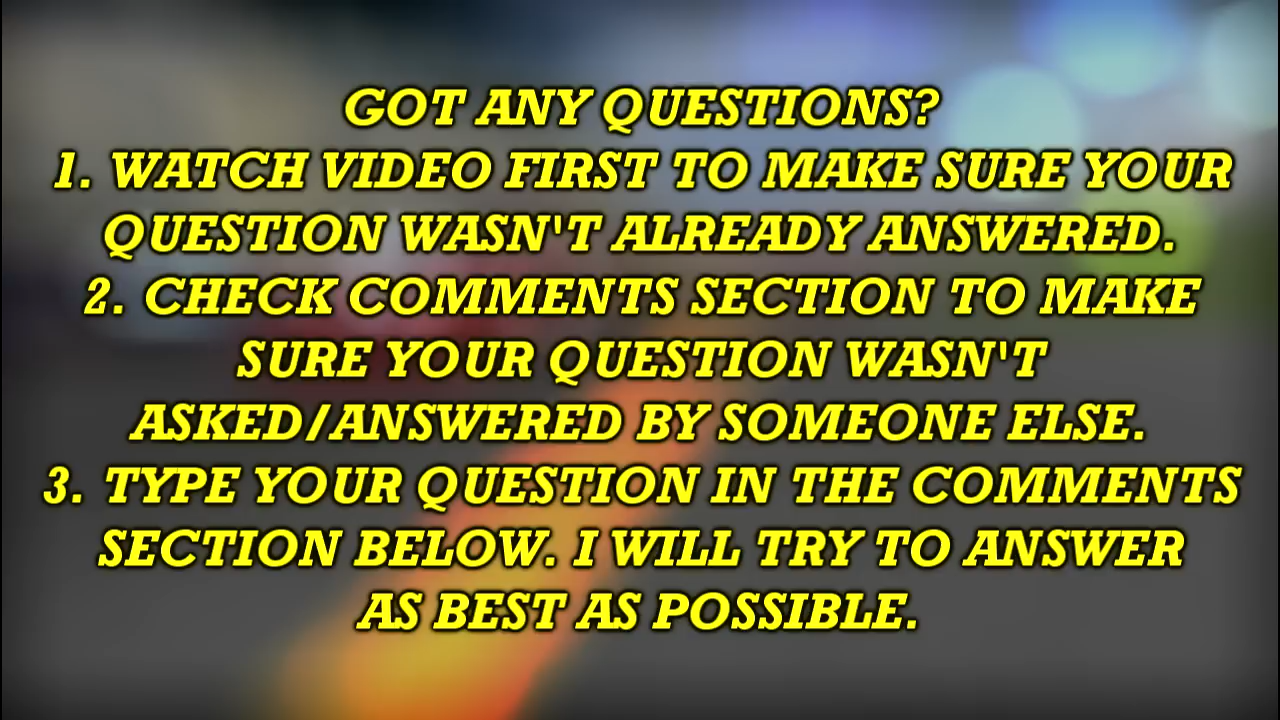 GOT ANY QUESTIONS?
1. WATCH VIDEO FIRST TO MAKE SURE YOUR
QUESTION WASN'T ALREADY ANSWERED.
2. CHECK COMMENTS SECTION TO MAKE
SURE YOUR QUESTION WASN'T
ASKED/ANSWERED BY SOMEONE ELSE.
3. TYPE YOUR QUESTION IN THE COMMENTS
SECTION BELOW. I WILL TRY TO ANSWER
AS BEST AS POSSIBLE.